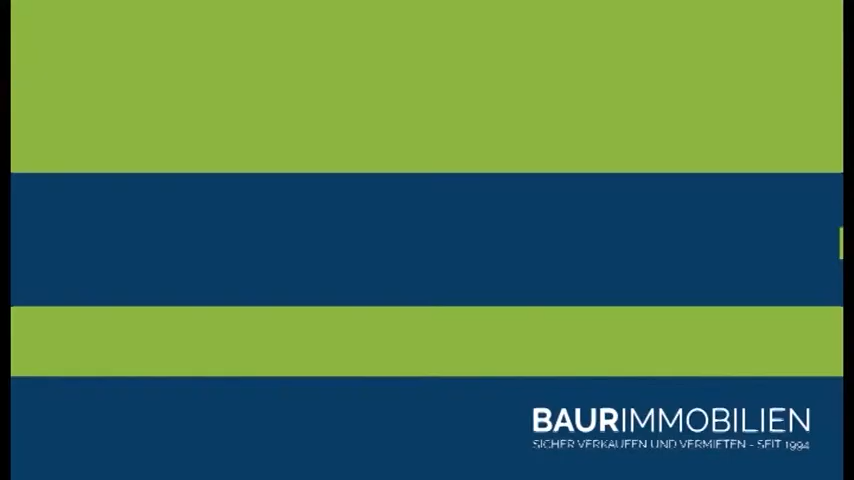 BAURIMMOBILIEN
SICHER VERKAUFEN UND VERMIETEN - SEIT 1994